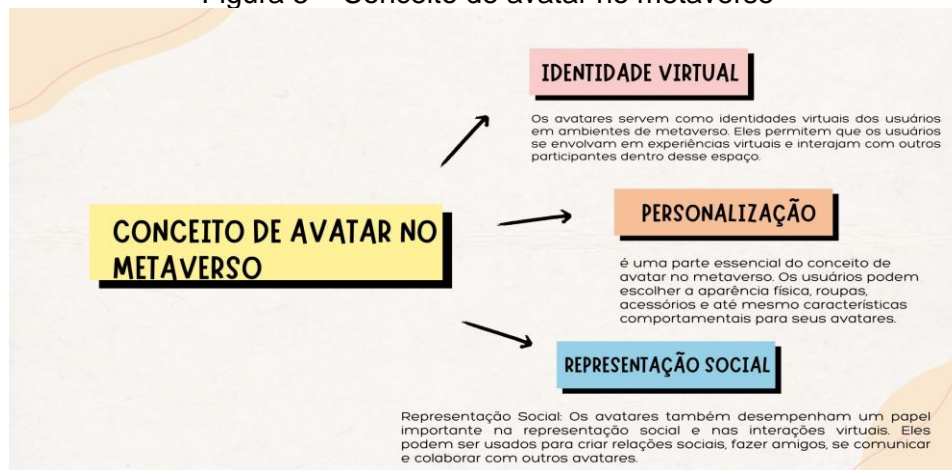 Figura 3 – Conceito de avatar no metaverso
IDENTIDADE VIRTUAL
Os avatares servem como identidades virtuais dos usuários
em ambientes de metaverso. Eles permitem que os usuários
se envolvam em experiências virtuais e interajam com outros
participantes dentro desse espaço.
CONCEITO DE AVATAR NO
METAVERSO
PERSONALIZAÇÃO
é uma parte essencial do conceito de
avatar no metaverso. Os usuários podem
escolher a aparência física, roupas,
acessórios e até mesmo características
comportamentais para seus avatares.
REPRESENTAÇÃO SOCIAL
Representação Social: Os avatares também desempenham um papel
importante na representação social e nas interações virtuais. Eles
podem ser usados para criar relações sociais, fazer amigos, se comunicar
e colaborar com outros avatares.